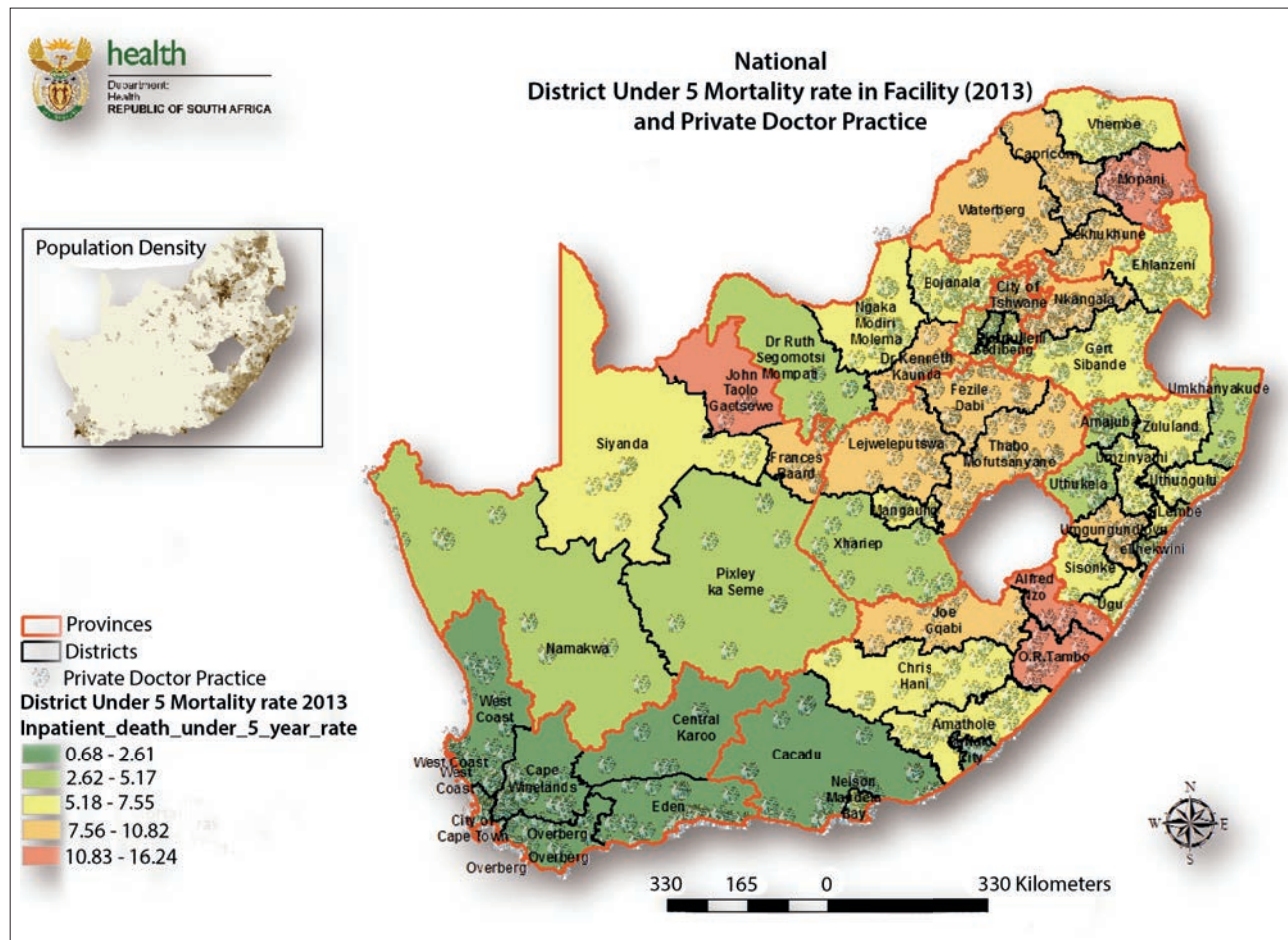 health
Department:
Health
REPUBLIC OF SOUTH AFRICA
National
District Under 5 Mortality rate in Facility (2013)
and Private Doctor Practice
Population Density
Vhembe
Capricorn
Mopani
Waterberg
Sekhukhune
Ehlanzeni
Bojanala
City of
Tshwane
Nkangala
Ngaka
Modiri
Molema
Sedibeng
Gert
Sibande
Dr Ruth
Segomotsi
Mompati
Dr Kenneth
Kaunda
John
Taolo
Gaetsewe
Fezile
Dabi
Umkhanyakude
Amajuba
Zululand
Siyanda
Frances
Baard
Lejweleputswa
Thabo
Mofutsanyane
Umzinyathi
Uthukela
Uthungulu
Mangaung
Lembe
Umgungundlovu
eThekwini
Xhariep
Sisonke
Pixley
ka Seme
Alfred
Nzo
Ugu
Joe
Gqabi
O.R.Tambo
Namakwa
Chris
Hani
Amathole
City
West
Coast
Central
Karoo
Cacadu
West Coast
West
Coast
Cape
Winelands
Nelson
Mandela
Bay
Eden
City of
Cape Town
Overberg
Overberg
Overberg
Provinces
Districts
Private Doctor Practice
District Under 5 Mortality rate 2013
Inpatient_death_under_5_year_rate
0.68 - 2.61
2.62 - 5.17
5.18 - 7.55
7.56 - 10.82
10.83 - 16.24
N
W E
S
330 165 0 330 Kilometers